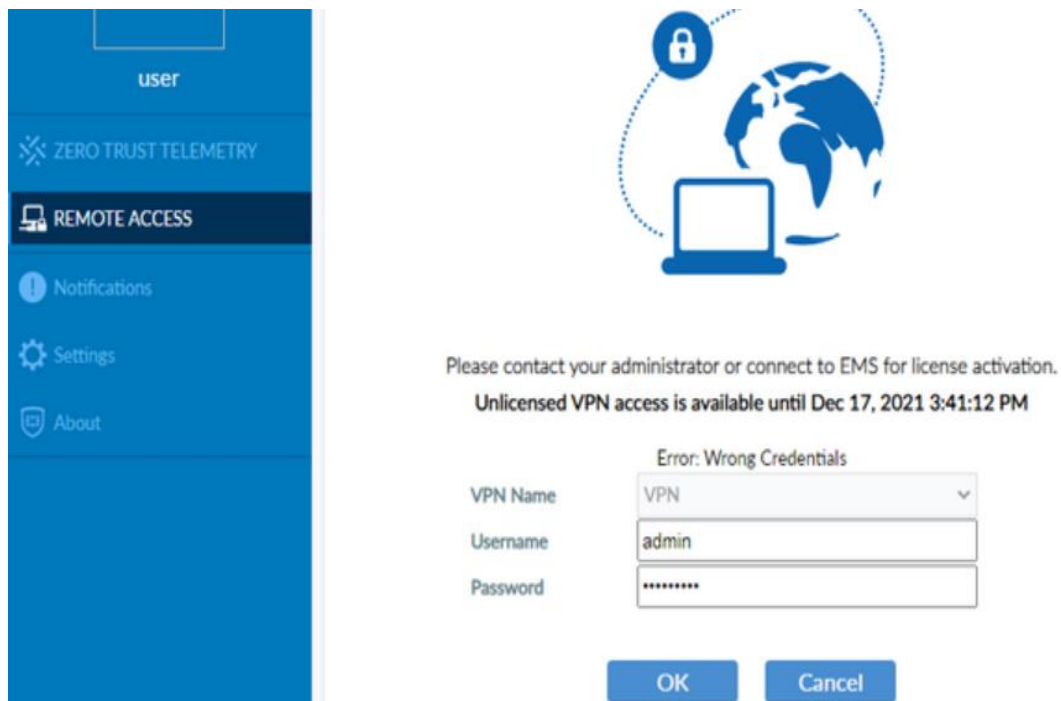 user
ZERO TRUST TELEMETRY
REMOTE ACCESS
Notifications
Settings
About
Please contact your administrator or connect to EMS for license activation.
Unlicensed VPN access is available until Dec 17, 2021 3:41:12 PM
Error: Wrong Credentials
VPN Name VPN
Username admin
Password •••••••••
OK Cancel